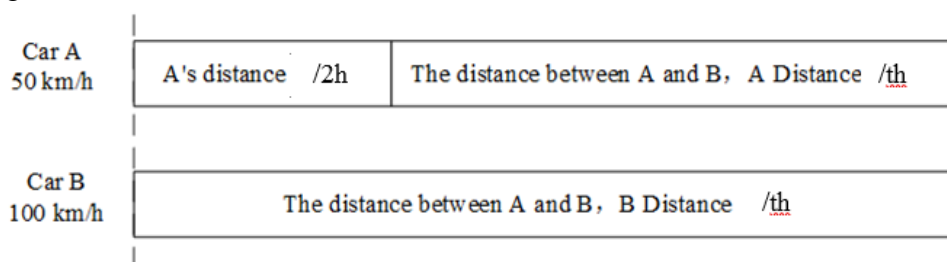 Car A
50 km/h
A's distance /2h
The distance between A and B, A Distance /th
Car B
100 km/h
The distance between A and B, B Distance /th